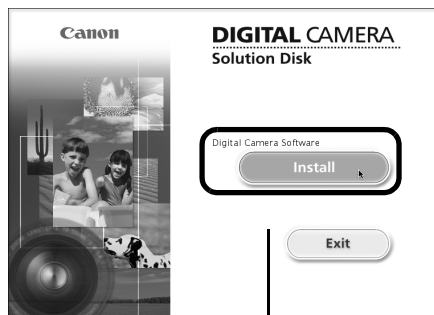 Canon
DIGITAL CAMERA
Solution Disk
Digital Camera Software
Install
Exit